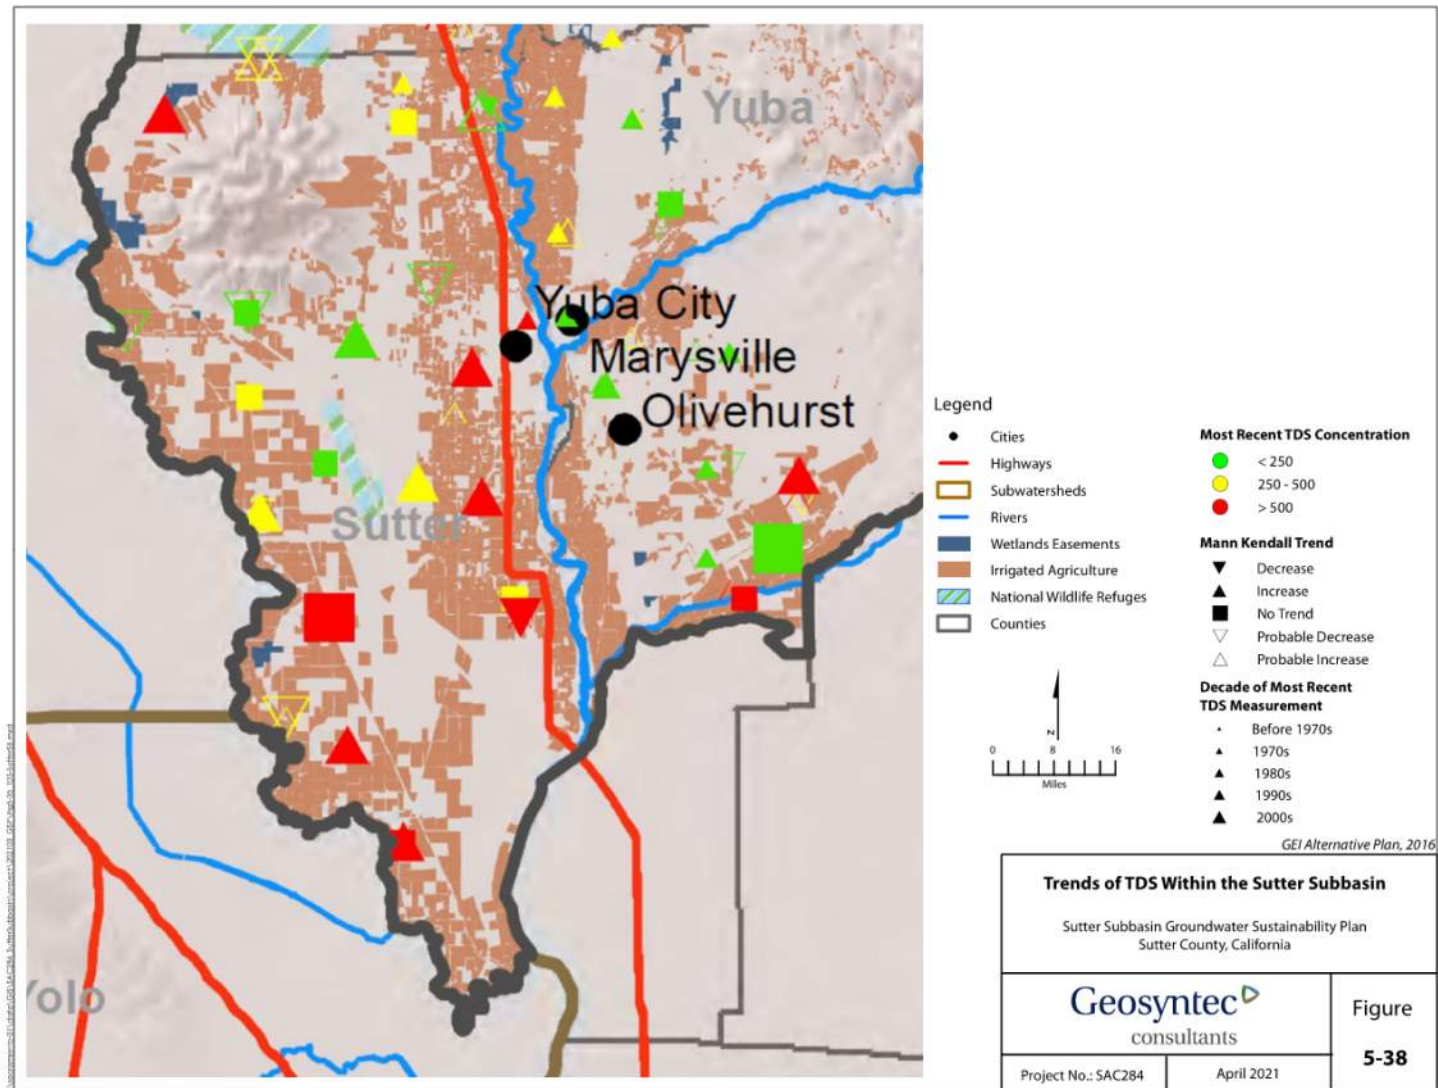 Yuba
Yuba City
Marysville
Olivehurst
Sutter
Yolo
Legend
Cities
Highways
Subwatersheds
Rivers
Wetlands Easements
Irrigated Agriculture
National Wildlife Refuges
Counties
Most Recent TDS Concentration
< 250
250 - 500
> 500
Mann Kendall Trend
Decrease
Increase
No Trend
Probable Decrease
Probable Increase
Decade of Most Recent
TDS Measurement
Before 1970s
1970s
1980s
1990s
2000s
N
0 8 16
Miles
GEI Alternative Plan, 2016
Trends of TDS Within the Sutter Subbasin
Sutter Subbasin Groundwater Sustainability Plan
Sutter County, California
Geosyntec
consultants
Figure
5-38
Project No.: SAC284
April 2021